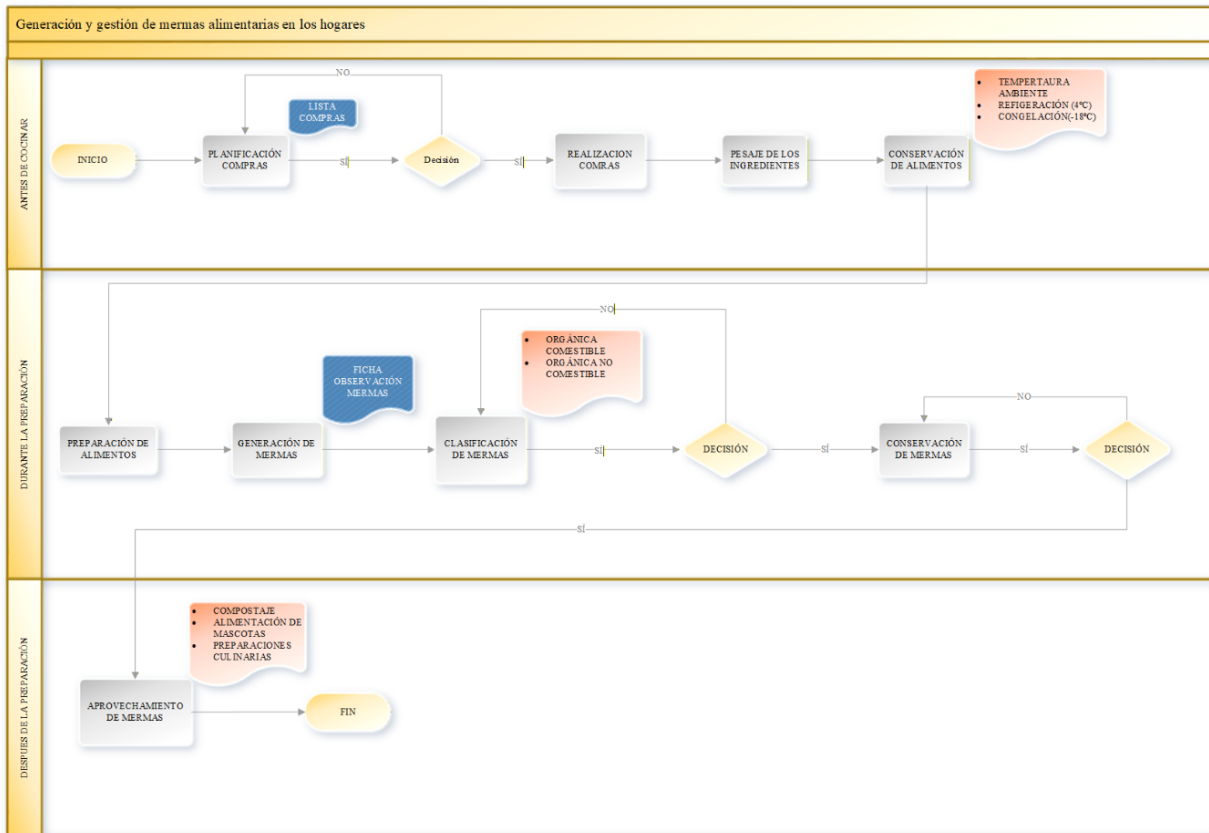 Generación y gestión de mermas alimentarias en los hogares
ANTES DE COCINAR
NO
LISTA
COMPRAS
• TEMPERTAURA
AMBIENTE
• REFIGERACIÓN (4ºC)
• CONGELACIÓN(-18ºC)
INICIO
PLANIFICACIÓN
COMPRAS
SÍ
Decisión
SÍ
REALIZACION
COMRAS
PESAJE DE LOS
INGREDIENTES
CONSERVACIÓN
DE ALIMENTOS
DURANTE LA PREPARACIÓN
NO
FICHA
OBSERVACIÓN
MERMAS
• ORGÁNICA
COMESTIBLE
• ORGÁNICA NO
COMESTIBLE
NO
PREPARACIÓN DE
ALIMENTOS
GENERACIÓN DE
MERMAS
CLASIFICACIÓN
DE MERMAS
SÍ
DECISIÓN
SÍ
CONSERVACIÓN
DE MERMAS
SÍ
DECISIÓN
SÍ
DESPUES DE LA PREPARACIÓN
• COMPOSTAJE
• ALIMENTACIÓN DE
MASCOTAS
• PREPARACIONES
CULINARIAS
APROVECHAMIENTO
DE MERMAS
FIN